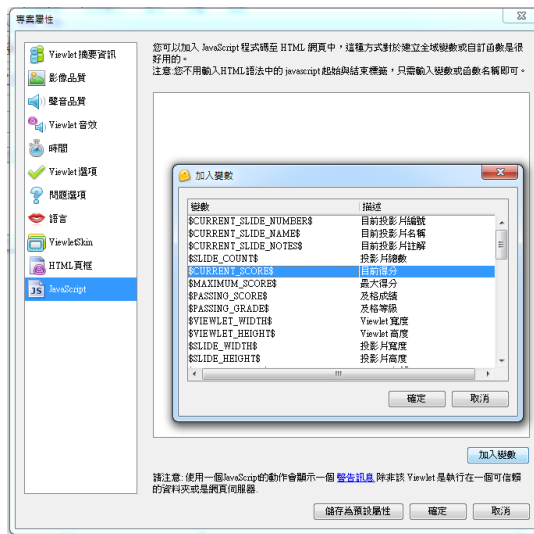 專案屬性
Viewlet 摘要資訊
影像品質
聲音品質
Viewlet 音效
時間
Viewlet 選項
問題選項
語言
ViewletSkin
HTML 頁框
JS JavaScript
您可以加入 JavaScript 程式碼至 HTML 網頁中，這種方式對於建立全域變數或自訂函數是很
好用的。
注意:您不用輸入HTML語法中的 javascript 起始與結束標籤，只需輸入變數或函數名稱即可。
加入變數
變數 描述
$CURRENT_SLIDE_NUMBER$ 目前投影片編號
$CURRENT_SLIDE_NAME$ 目前投影片名稱
$CURRENT_SLIDE_NOTES$ 目前投影片註解
$SLIDE_COUNT$ 投影片總數
$CURRENT_SCORE$ 目前得分
$MAXIMUM_SCORE$ 最大得分
$PASSING_SCORE$ 及格成績
$PASSING_GRADE$ 及格等級
$VIEWLET_WIDTH$ Viewlet 寬度
$VIEWLET_HEIGHT$ Viewlet 高度
$SLIDE_WIDTH$ 投影片寬度
$SLIDE_HEIGHT$ 投影片高度
確定 取消
加入變數
請注意: 使用一個JavaScript的動作會顯示一個 警告訊息 除非該 Viewlet 是執行在一個可信賴
的資料夾或是網頁伺服器.
儲存為預設屬性 確定 取消